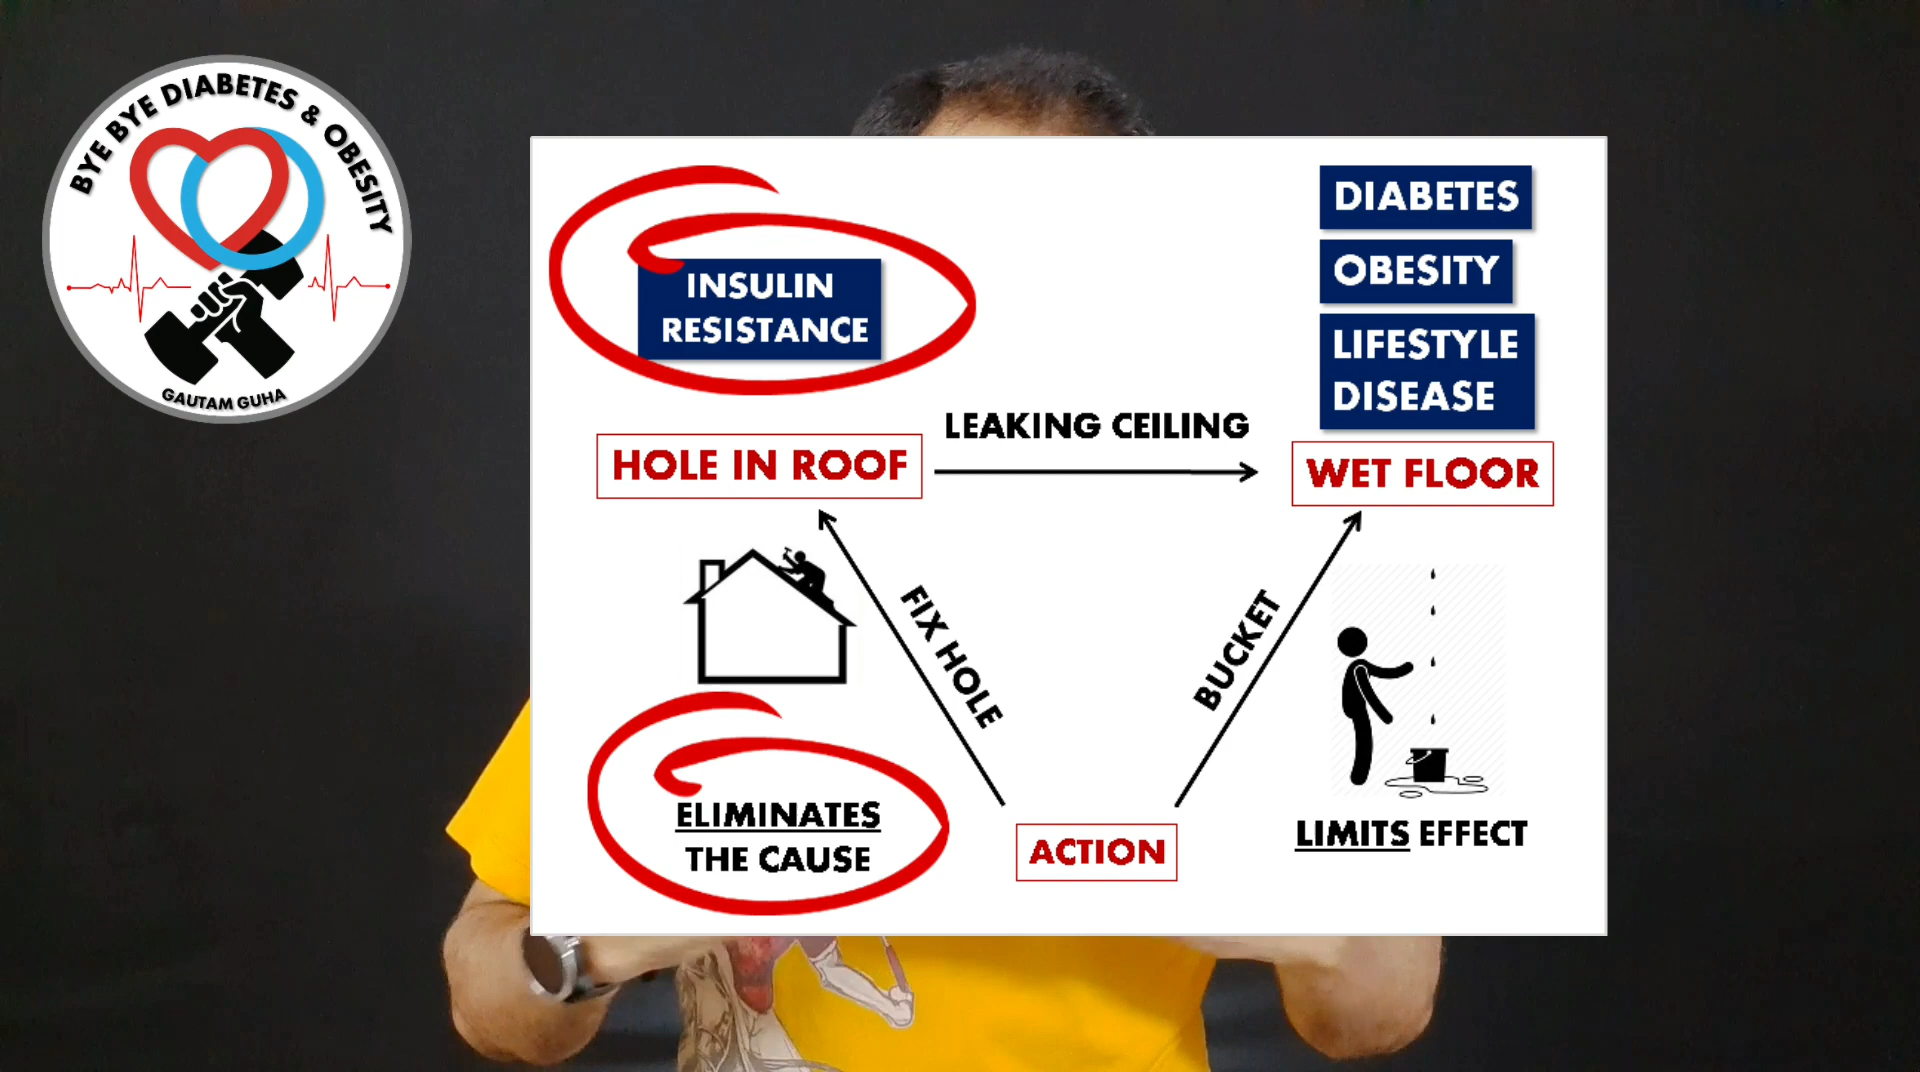 BYE BYE DIABETES & OBESITY
GAUTAM GUHA
INSULIN
RESISTANCE
DIABETES
OBESITY
LIFESTYLE
DISEASE
LEAKING CEILING
HOLE IN ROOF
WET FLOOR
FIX HOLE
BUCKET
ELIMINATES
THE CAUSE
ACTION
LIMITS EFFECT